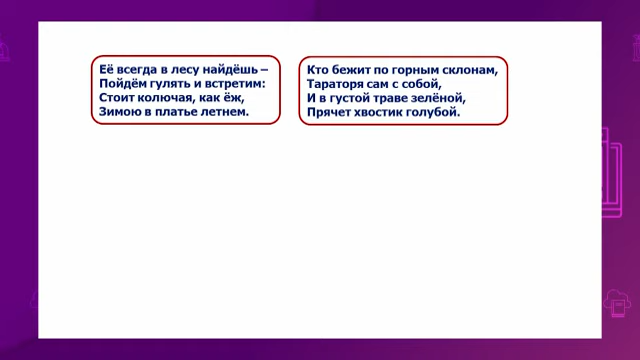 Её всегда в лесу найдёшь –
Пойдём гулять и встретим:
Стоит колючая, как ёж,
Зимою в платье летнем.
Кто бежит по горным склонам,
Тараторя сам с собой,
И в густой траве зелёной,
Прячет хвостик голубой.